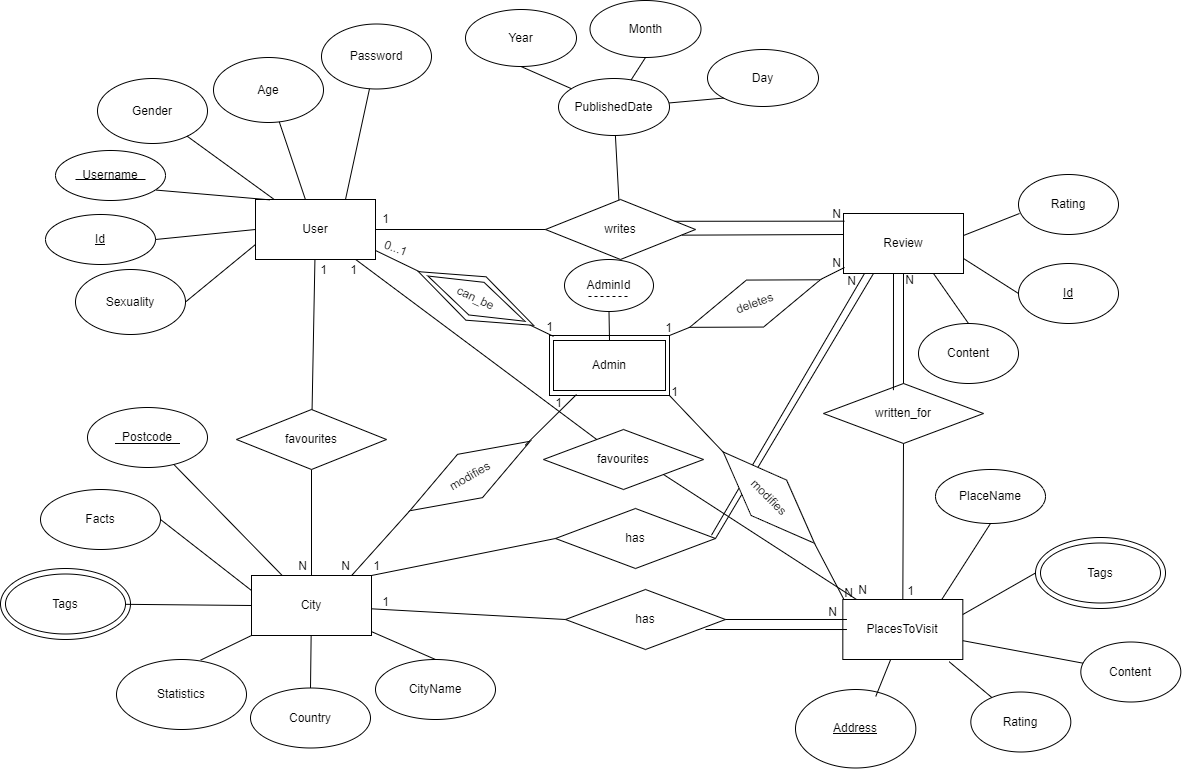 Year
Month
Password
Day
Age
PublishedDate
Gender
Username
Rating
1
N
User
writes
Review
Id
0...1
N
1
1
N
N
AdminId
Id
Sexuality
can_be
deletes
1
1
Content
Admin
1
1
written_for
Postcode
favourites
favourites
modifies
modifies
PlaceName
Facts
has
N
N
1
Tags
N
N
1
Tags
City
1
N
has
PlacesToVisit
Content
Statistics
CityName
Country
Rating
Address